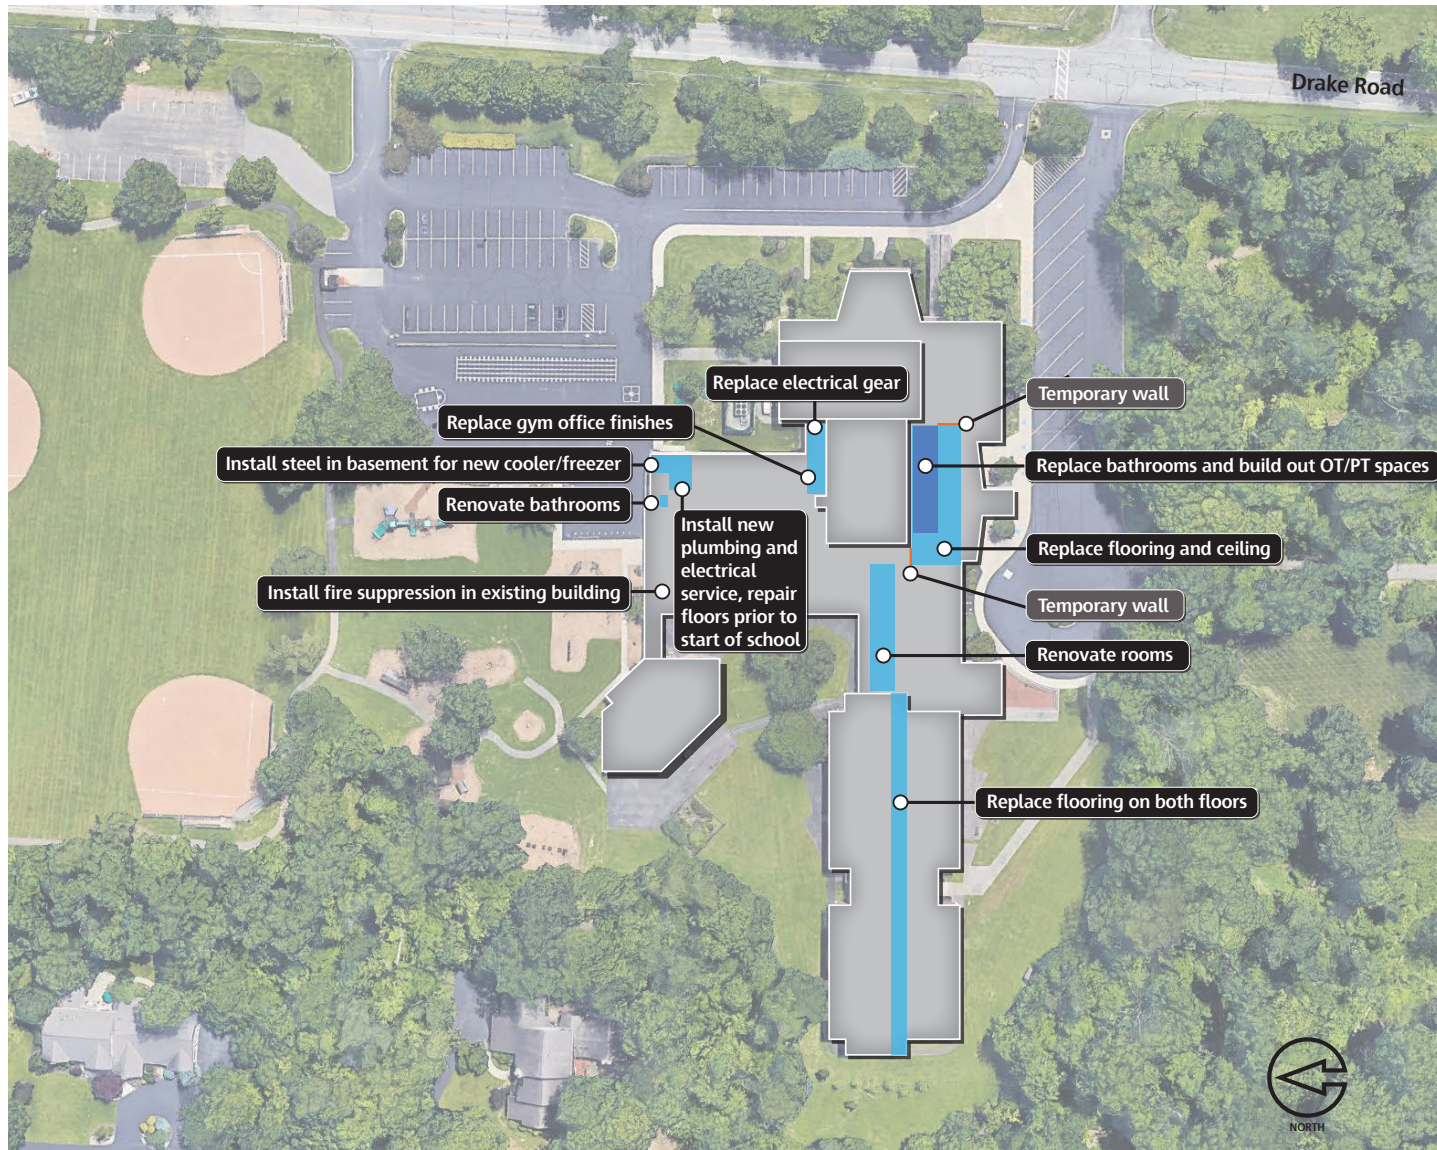 Drake Road
Replace electrical gear
Temporary wall
Replace gym office finishes
Install steel in basement for new cooler/freezer
Replace bathrooms and build out OT/PT spaces
Renovate bathrooms
Install new
plumbing and
electrical
service, repair
floors prior to
start of school
Replace flooring and ceiling
Install fire suppression in existing building
Temporary wall
Renovate rooms
Replace flooring on both floors
NORTH